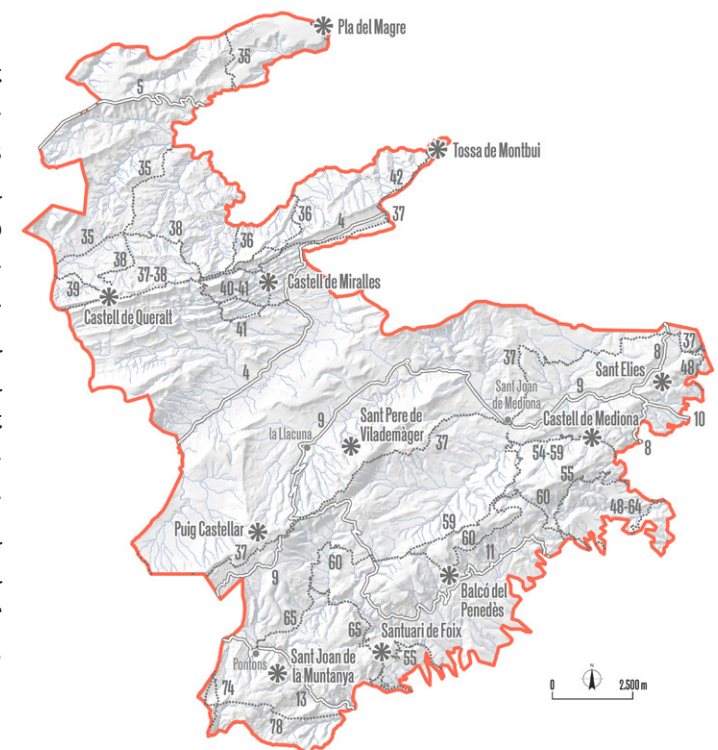 Pla del Magre
35
5
Tossa de Montbui
42
35
37
36
38
36
4
35
38
37-38
40-41
Castell de Miralles
39
Castell de Queralt
41
4
37
8
37
Sant Elies
48
Sant Joan
de Mediona
9
9
Sant Pere de
Vilademàger
Castell de Mediona
10
la Llacuna
37
8
54-59
55
60
48-64
Puig Castellar
59
60
37
11
9
60
Balcó del
Penedès
65
65
Santuari de Foix
55
Pontons
Sant Joan de
la Muntanya
74
13
78
N
0
2.500 m